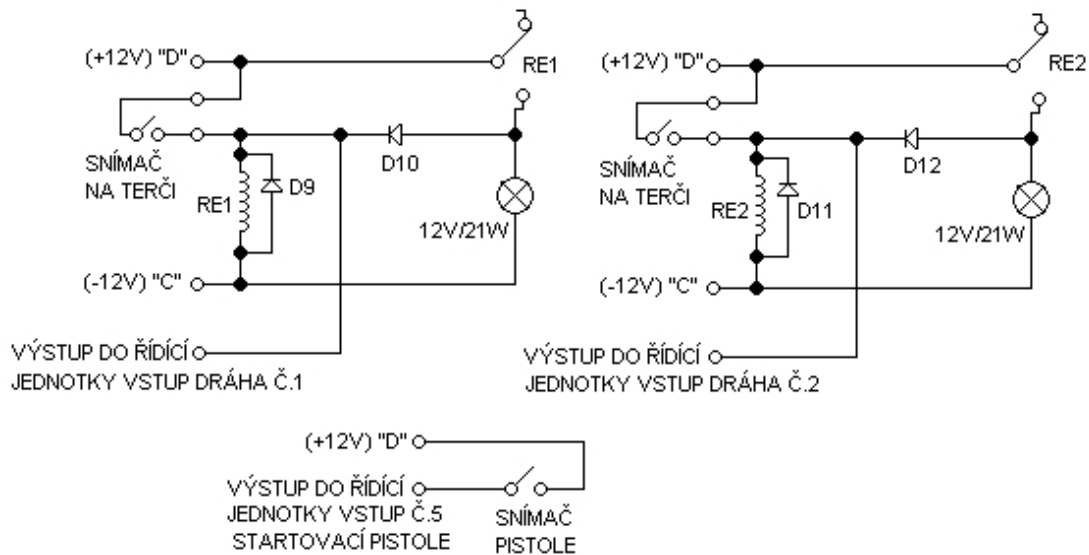 (+12V) "D"
RE1
SNÍMAČ
NA TERČI
D10
RE1
D9
12V/21W
(-12V) "C"
VÝSTUP DO ŘÍDÍCÍ
JEDNOTKY VSTUP DRÁHA Č.1
(+12V) "D"
RE2
SNÍMAČ
NA TERČI
D12
RE2
D11
12V/21W
(-12V) "C"
VÝSTUP DO ŘÍDÍCÍ
JEDNOTKY VSTUP DRÁHA Č.2
(+12V) "D"
VÝSTUP DO ŘÍDÍCÍ
JEDNOTKY VSTUP Č.5
STARTOVACÍ PISTOLE
SNÍMAČ
PISTOLE